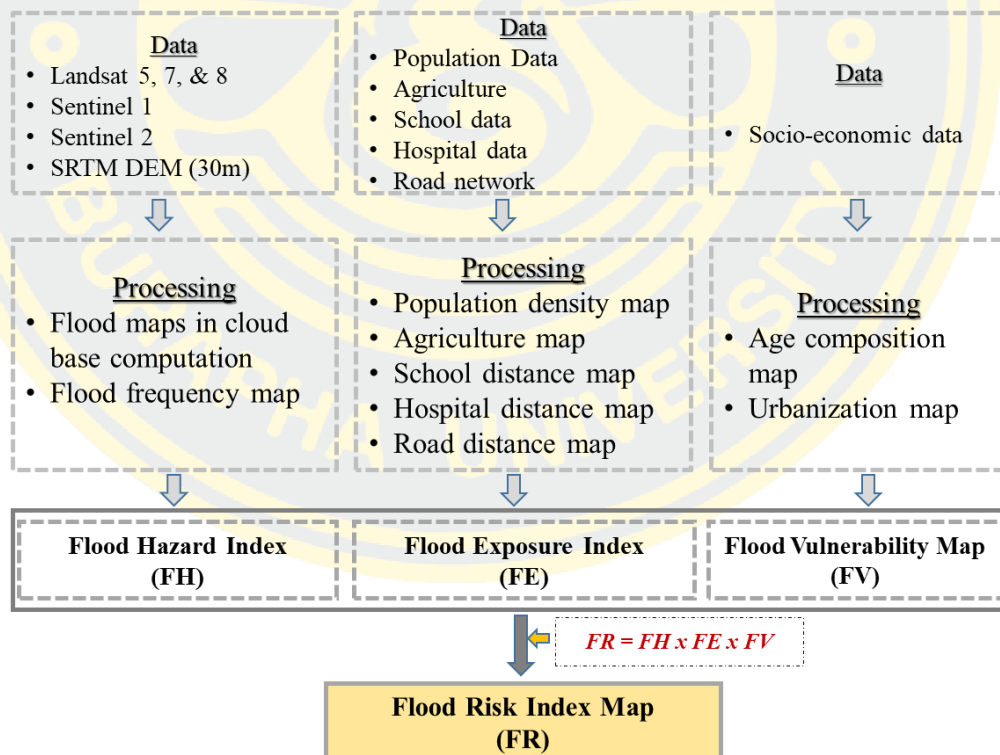 Data
• Landsat 5, 7, & 8
• Sentinel 1
• Sentinel 2
• SRTM DEM (30m)
Data
• Population Data
• Agriculture
• School data
• Hospital data
• Road network
Data
• Socio-economic data
Processing
• Flood maps in cloud
base computation
• Flood frequency map
Processing
• Population density map
• Agriculture map
• School distance map
• Hospital distance map
• Road distance map
Processing
• Age composition
map
• Urbanization map
BURAPHA UNIVERSITY
Flood Hazard Index
(FH)
Flood Exposure Index
(FE)
Flood Vulnerability Map
(FV)
FR = FH x FE x FV
Flood Risk Index Map
(FR)